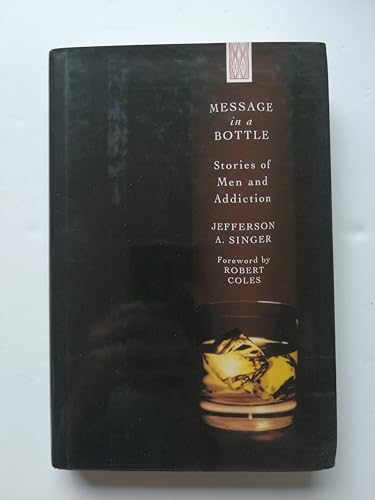 MESSAGE
in a
BOTTLE
Stories of
Men and
Addiction
JEFFERSON
A. SINGER
Foreword by
ROBERT
COLES